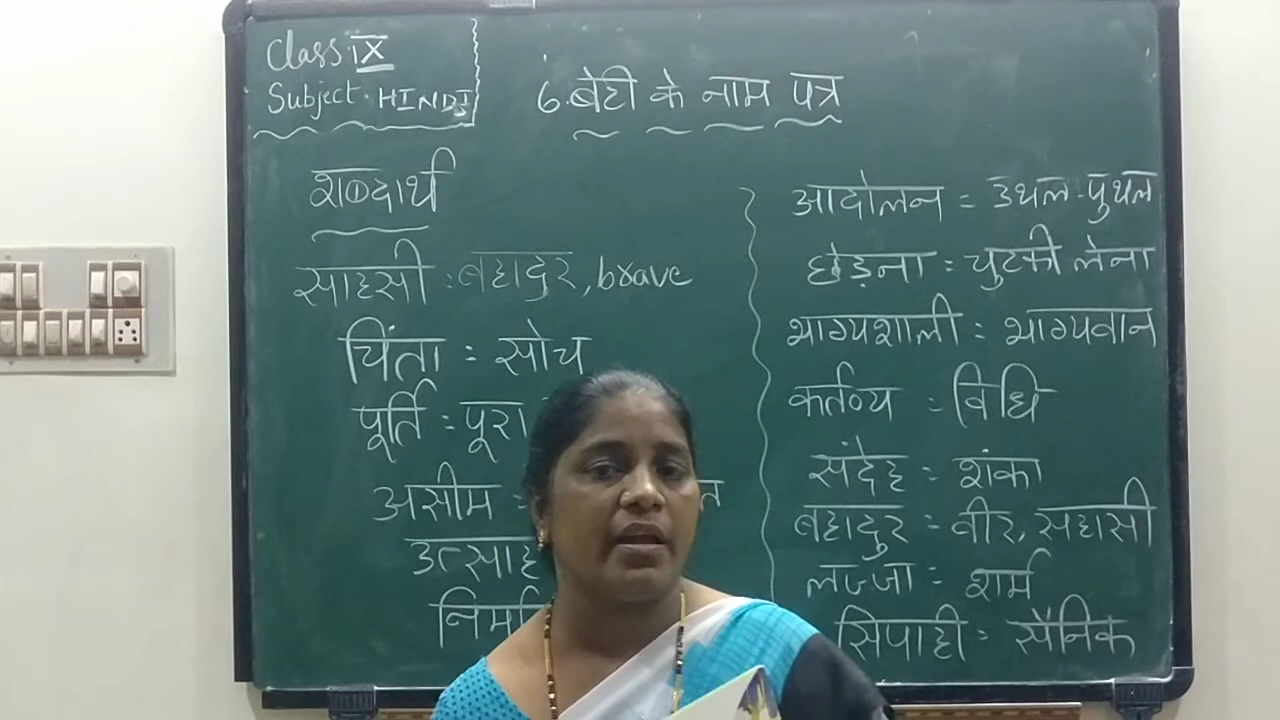 Class: IX
Subject. HINDI
6. बेटी के नाम पत्र
शब्दार्थ
साहसी : बहादुर, brave
चिंता = सोच
पूर्ति = पूरा
असीम =
उत्साह
आदोलन = उथल-पुथल
छेड़ना = चुटकी लेना
भाग्यशाली = भाग्यवान
कर्तव्य = विधि
संदेह = शंका
बहादुर = वीर, सहासी
लज्जा = शर्म
सिपाही = सैनिक